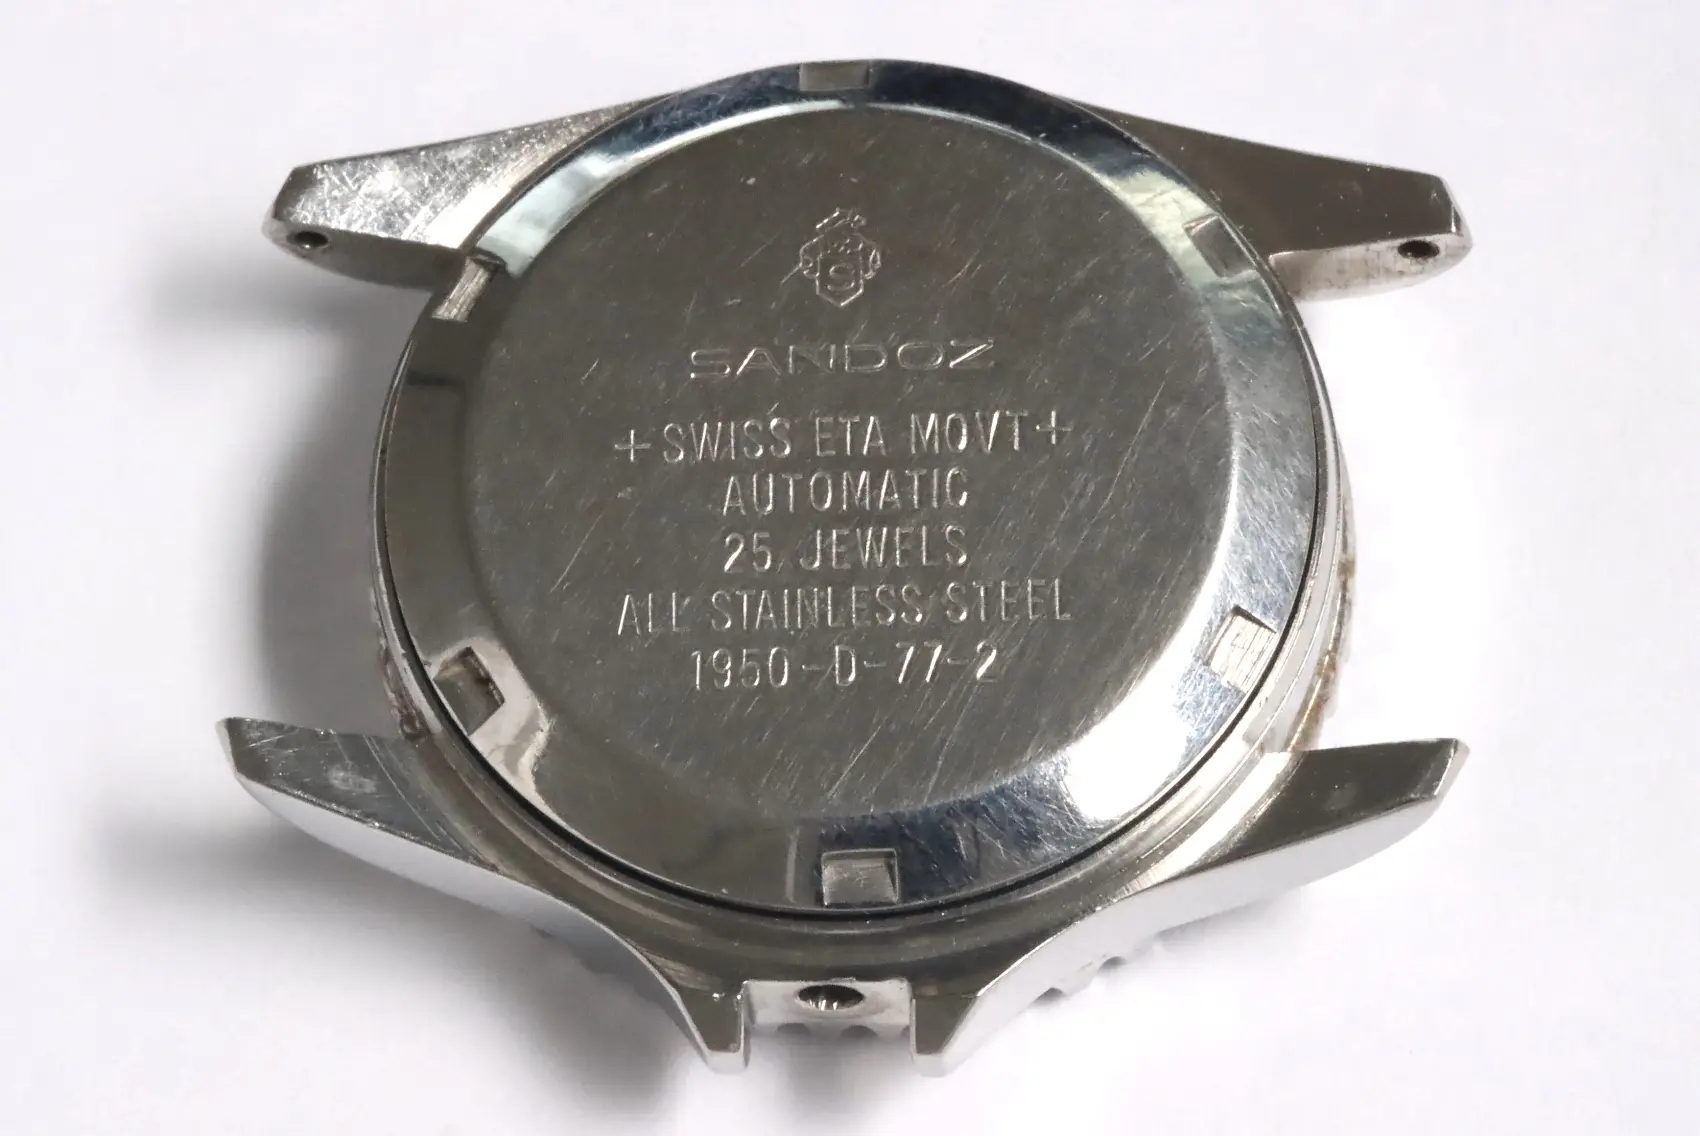 S
SANDOZ
+SWISS ETA MOVT+
AUTOMATIC
25 JEWELS
ALL STAINLESS STEEL
1950-D-77-2